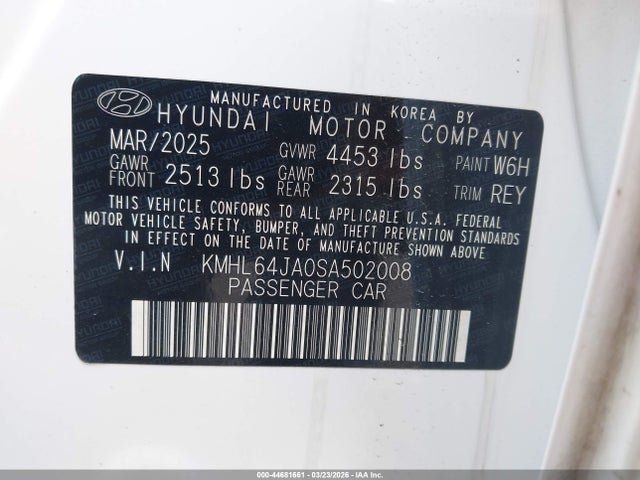 MANUFACTURED IN KOREA BY
HYUNDAI MOTOR COMPANY
MAR/2025 GVWR 4453 lbs PAINT W6H
GAWR FRONT 2513 lbs GAWR REAR 2315 lbs TRIM REY
THIS VEHICLE CONFORMS TO ALL APPLICABLE U.S.A. FEDERAL
MOTOR VEHICLE SAFETY, BUMPER, AND THEFT PREVENTION STANDARDS
IN EFFECT ON THE DATE OF MANUFACTURE SHOWN ABOVE
V.I.N KMHL64JA0SA502008
PASSENGER CAR
000-44681661 - 03/23/2026 - IAAI.COM